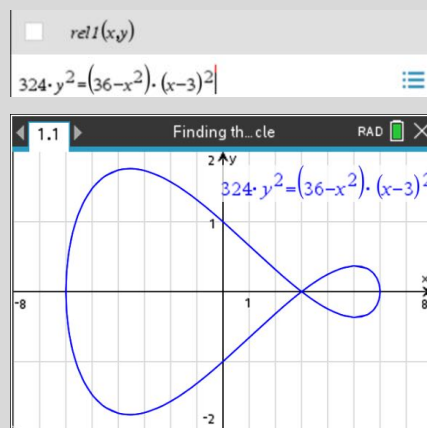 rel1(x,y)
324·y²=(36−x²)·(x−3)²
1.1 Finding th…cle RAD
2 y
324·y²=(36−x²)·(x−3)²
1
x
-8 1 8
-2